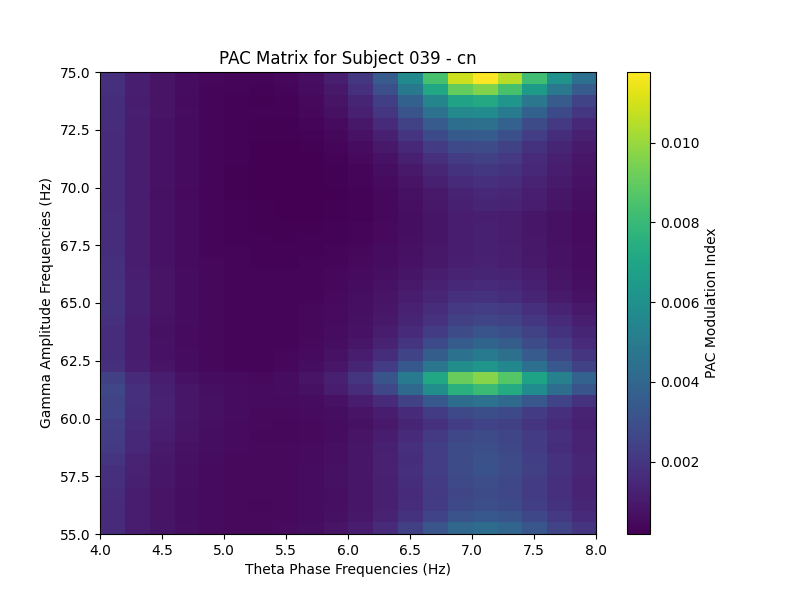 PAC Matrix for Subject 039 - cn
75.0
72.5
70.0
67.5
65.0
62.5
60.0
57.5
55.0
Gamma Amplitude Frequencies (Hz)
4.0 4.5 5.0 5.5 6.0 6.5 7.0 7.5 8.0
Theta Phase Frequencies (Hz)
0.010
0.008
0.006
0.004
0.002
PAC Modulation Index